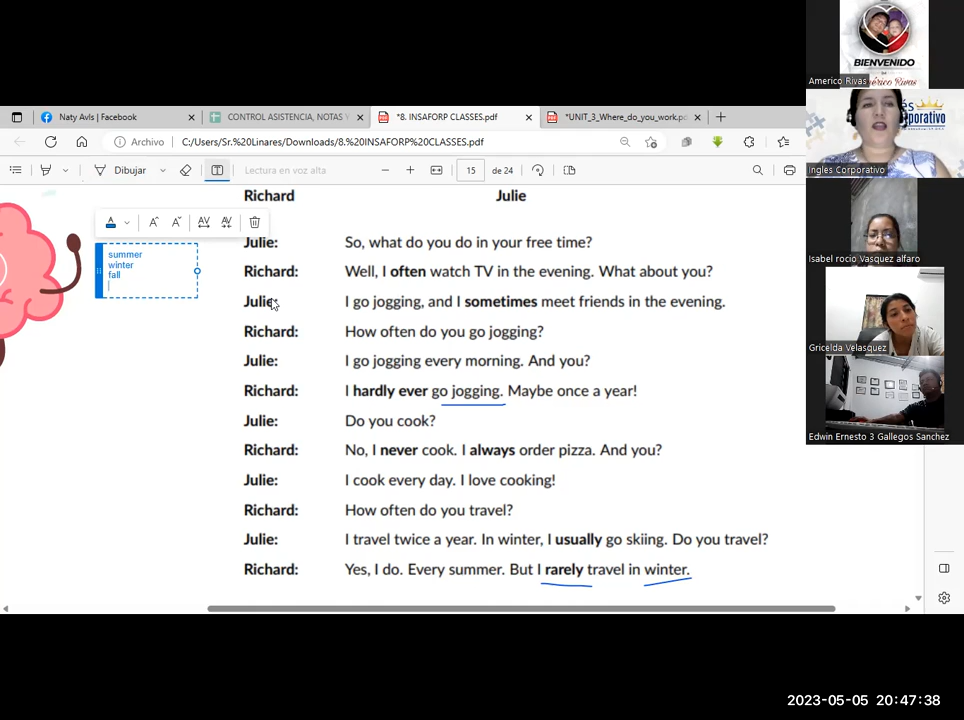 Naty Avls | Facebook
CONTROL ASISTENCIA, NOTAS Y
*8. INSAFORP CLASSES.pdf
*UNIT_3_Where_do_you_work.pd
Archivo
C:/Users/Sr.%20Linares/Downloads/8.%20INSAFORP%20CLASSES.pdf
Dibujar
Lectura en voz alta
15
de 24
Richard
Julie
summer
winter
fall
Julie: So, what do you do in your free time?
Richard: Well, I often watch TV in the evening. What about you?
Julie: I go jogging, and I sometimes meet friends in the evening.
Richard: How often do you go jogging?
Julie: I go jogging every morning. And you?
Richard: I hardly ever go jogging. Maybe once a year!
Julie: Do you cook?
Richard: No, I never cook. I always order pizza. And you?
Julie: I cook every day. I love cooking!
Richard: How often do you travel?
Julie: I travel twice a year. In winter, I usually go skiing. Do you travel?
Richard: Yes, I do. Every summer. But I rarely travel in winter.
BIENVENIDO
Américo Rivas
Americo Rivas
Ingles Corporativo
Isabel rocio Vasquez alfaro
Gricelda Velasquez
Edwin Ernesto 3 Gallegos Sanchez
2023-05-05 20:47:38